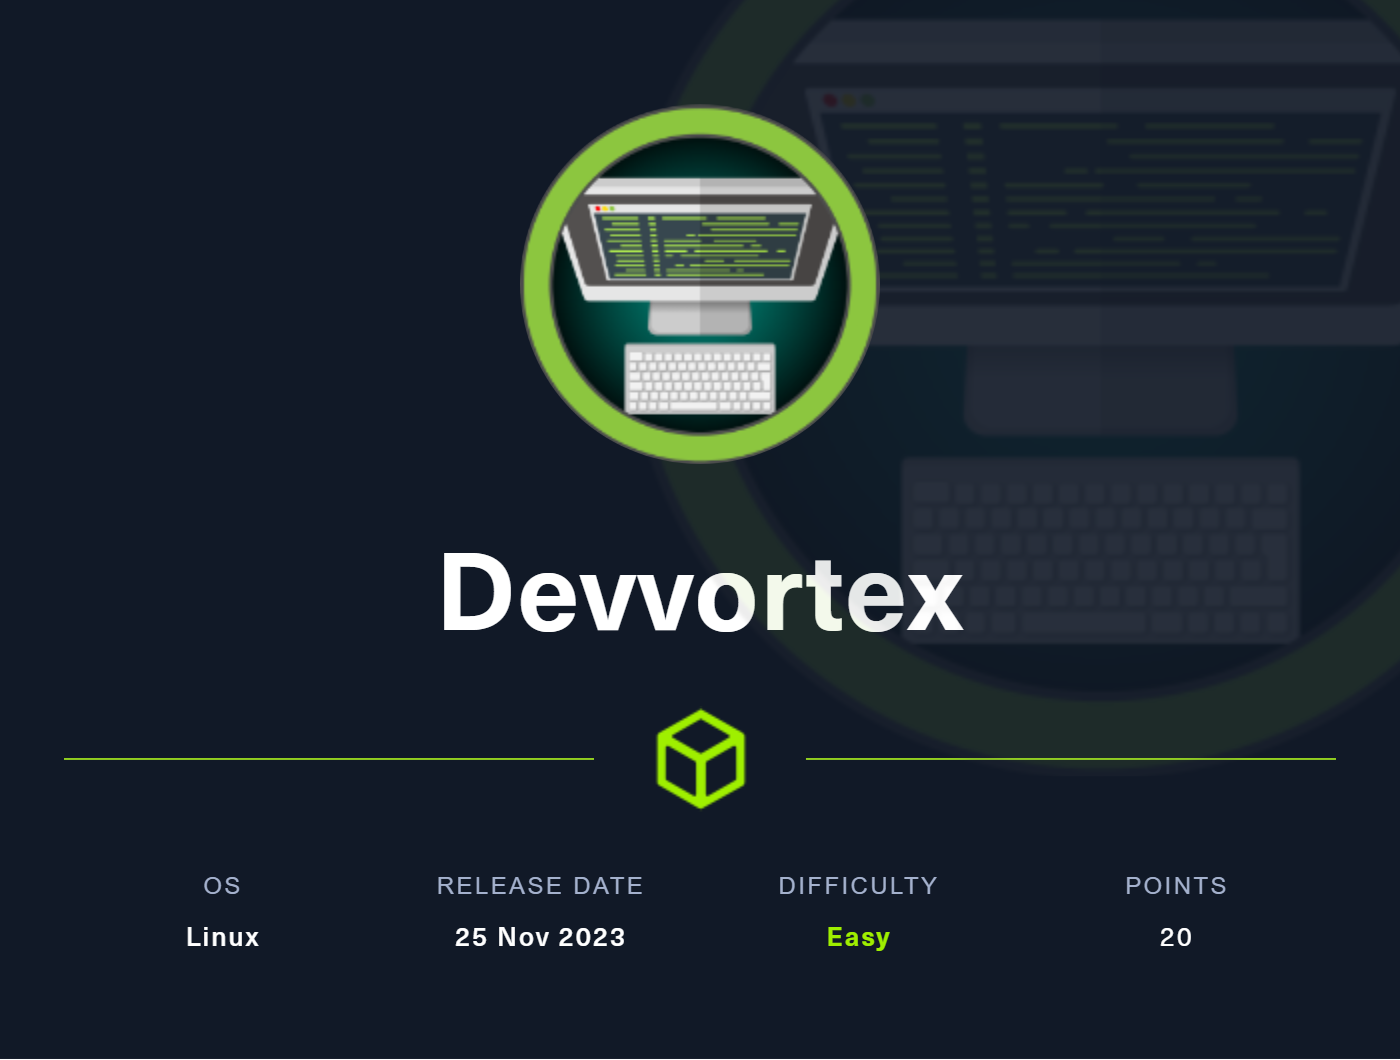 Devvortex
OS
RELEASE DATE
DIFFICULTY
POINTS
Linux
25 Nov 2023
Easy
20